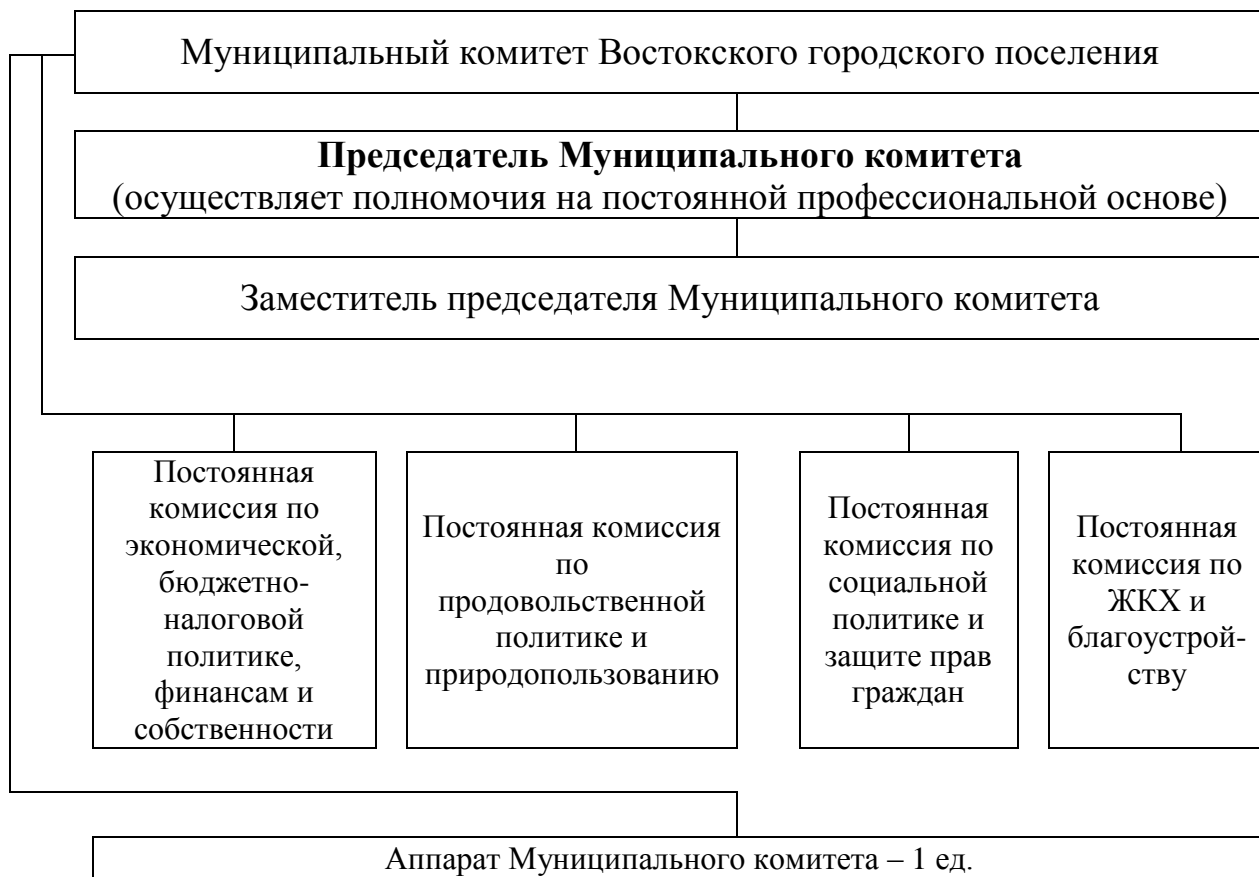 Муниципальный комитет Востокского городского поселения
Председатель Муниципального комитета
(осуществляет полномочия на постоянной профессиональной основе)
Заместитель председателя Муниципального комитета
Постоянная
комиссия по
экономической,
бюджетно-
налоговой
политике,
финансам и
собственности
Постоянная комиссия
по
продовольственной
политике и
природопользованию
Постоянная
комиссия по
социальной
политике и
защите прав
граждан
Постоянная
комиссия по
ЖКХ и
благоустрой-
ству
Аппарат Муниципального комитета – 1 ед.